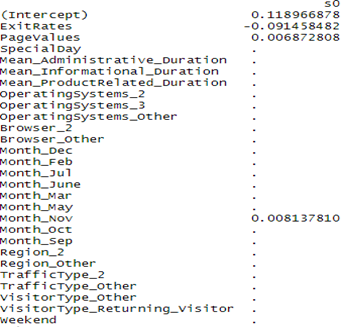 s0
(Intercept) 0.118966878
ExitRates -0.091458482
PageValues 0.006872808
SpecialDay .
Mean_Administrative_Duration .
Mean_Informational_Duration .
Mean_ProductRelated_Duration .
OperatingSystems_2 .
OperatingSystems_3 .
OperatingSystems_Other .
Browser_2 .
Browser_Other .
Month_Dec .
Month_Feb .
Month_Jul .
Month_June .
Month_Mar .
Month_May .
Month_Nov 0.008137810
Month_Oct .
Month_Sep .
Region_2 .
Region_Other .
TrafficType_2 .
TrafficType_Other .
VisitorType_Other .
VisitorType_Returning_Visitor .
Weekend .